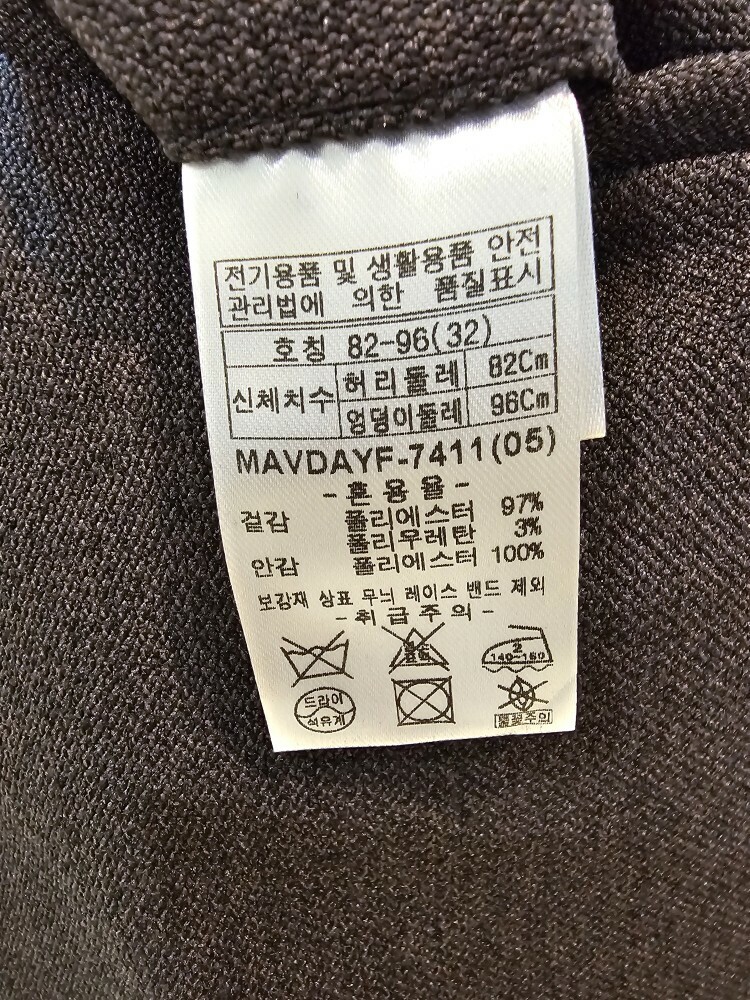 전기용품 및 생활용품 안전
관리법에 의한 품질표시
호칭 82-96(32)
신체치수 허리둘레 82Cm
엉덩이둘레 96Cm
MAVDAYF-7411(05)
-혼용율-
겉감 폴리에스터 97%
폴리우레탄 3%
안감 폴리에스터 100%
보강재 상표 무늬 레이스 밴드 제외
-취급주의-
2
140~160
드라이
석유계